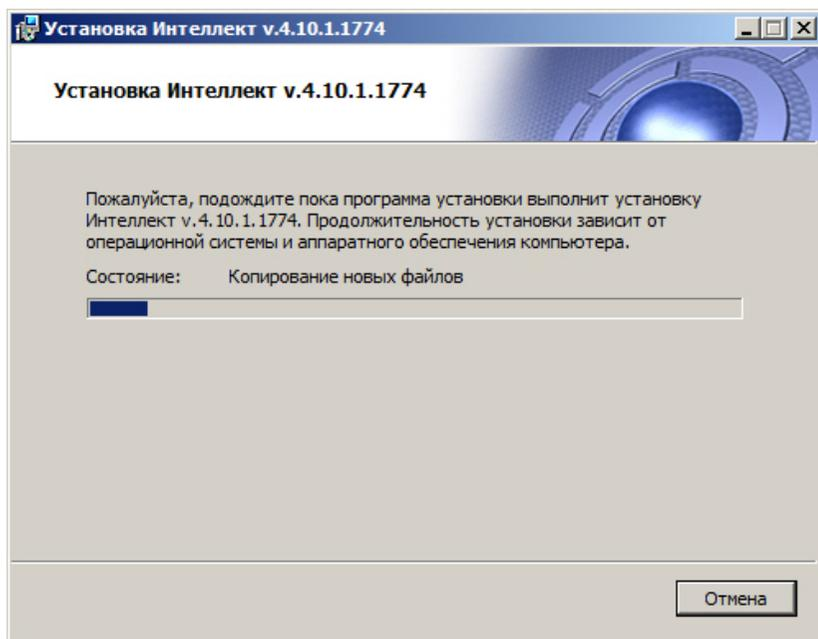 Установка Интеллект v.4.10.1.1774
Установка Интеллект v.4.10.1.1774
Пожалуйста, подождите пока программа установки выполнит установку
Интеллект v.4.10.1.1774. Продолжительность установки зависит от
операционной системы и аппаратного обеспечения компьютера.
Состояние: Копирование новых файлов
Отмена